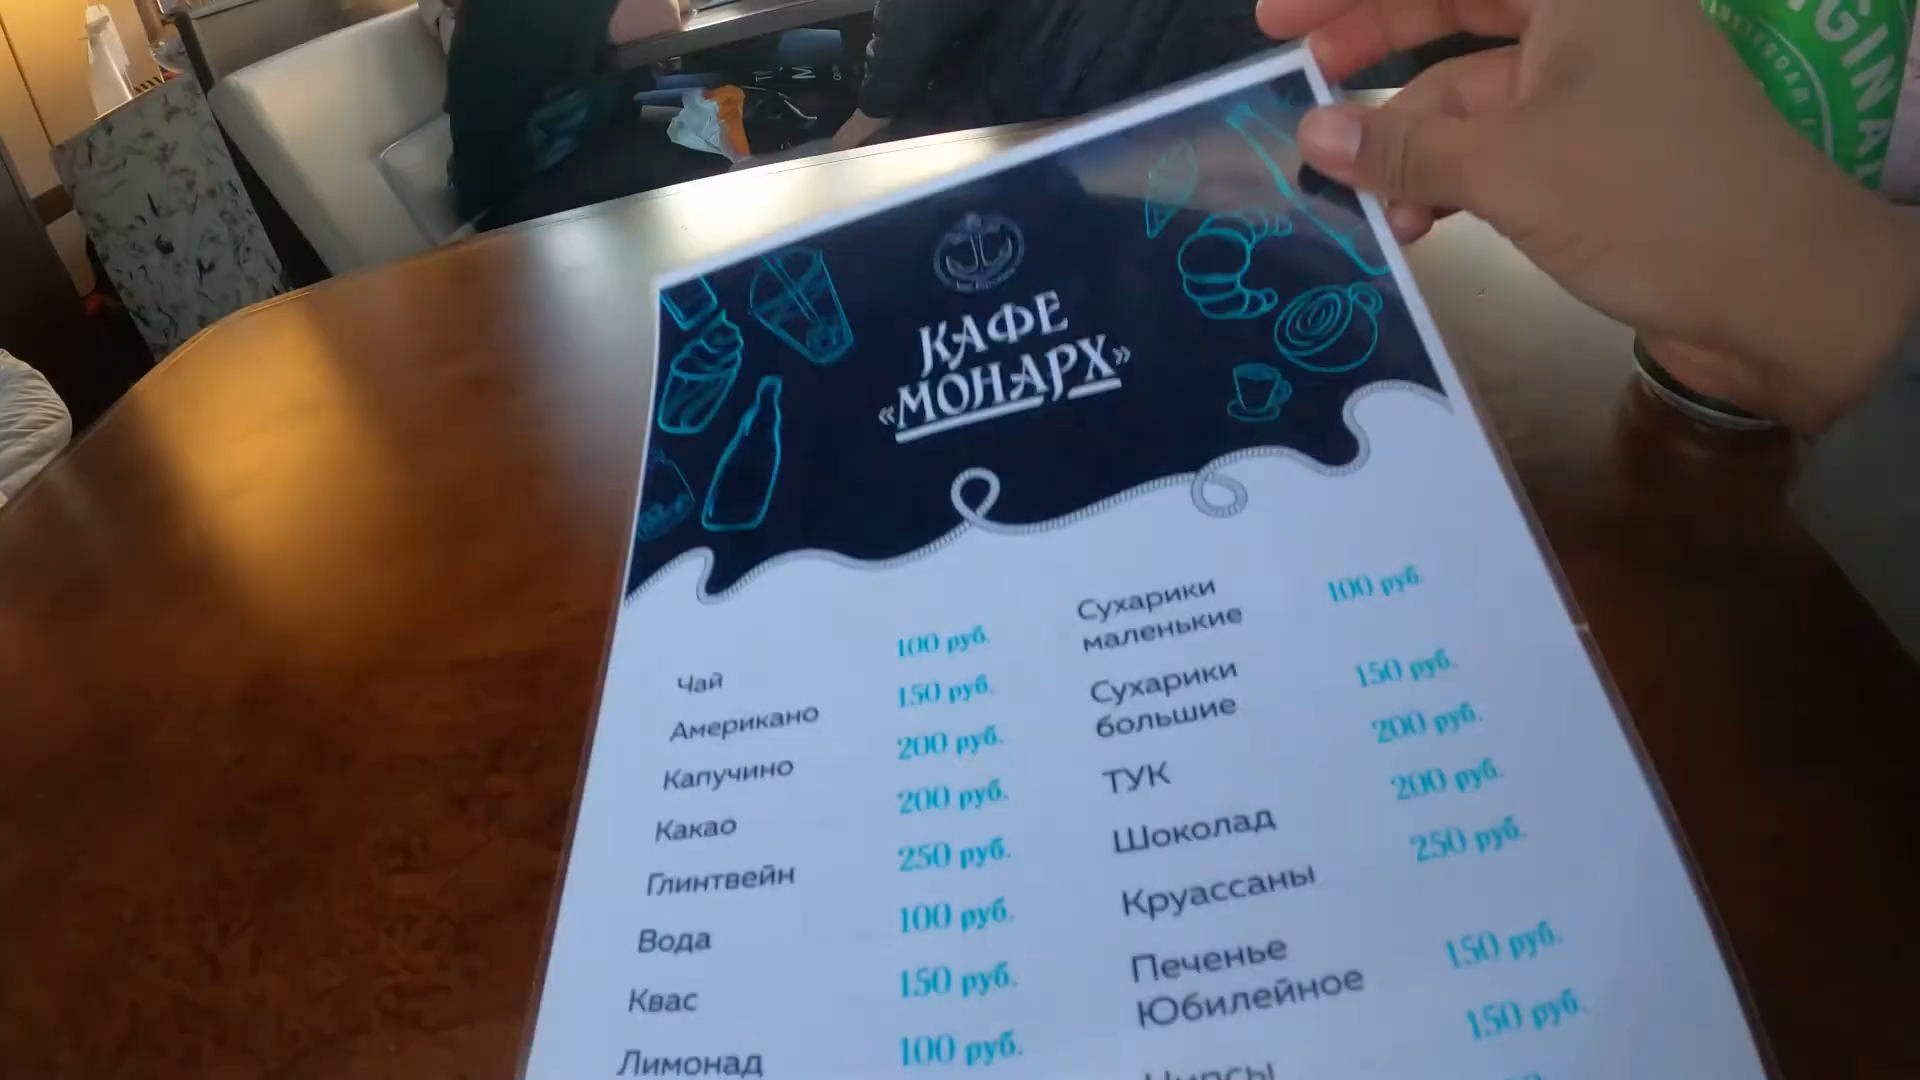 КАФЕ
«МОНАРХ»
Чай 100 руб.
Американо 150 руб.
Капучино 200 руб.
Какао 200 руб.
Глинтвейн 250 руб.
Вода 100 руб.
Квас 150 руб.
Лимонад 100 руб.
Сухарики
маленькие 100 руб.
Сухарики
большие 150 руб.
ТУК 200 руб.
Шоколад 200 руб.
Круассаны 250 руб.
Печенье
Юбилейное 150 руб.
Чипсы 150 руб.